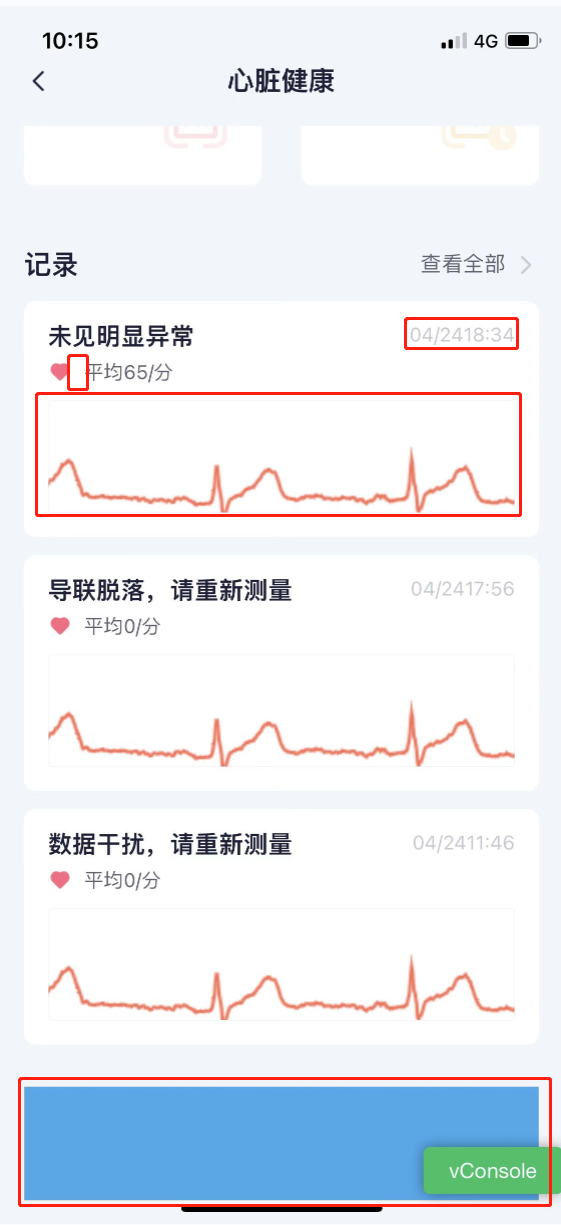 10:15 4G
心脏健康
记录 查看全部
未见明显异常 04/2418:34
平均65/分
导联脱落，请重新测量 04/2417:56
平均0/分
数据干扰，请重新测量 04/2411:46
平均0/分
vConsole